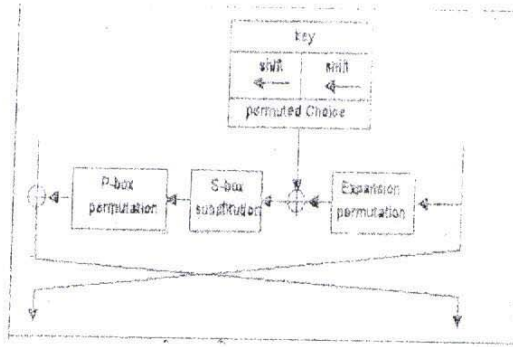 key
shift shift
permuted Choice
P-box
permutation
S-box
substitution
Expansion
permutation